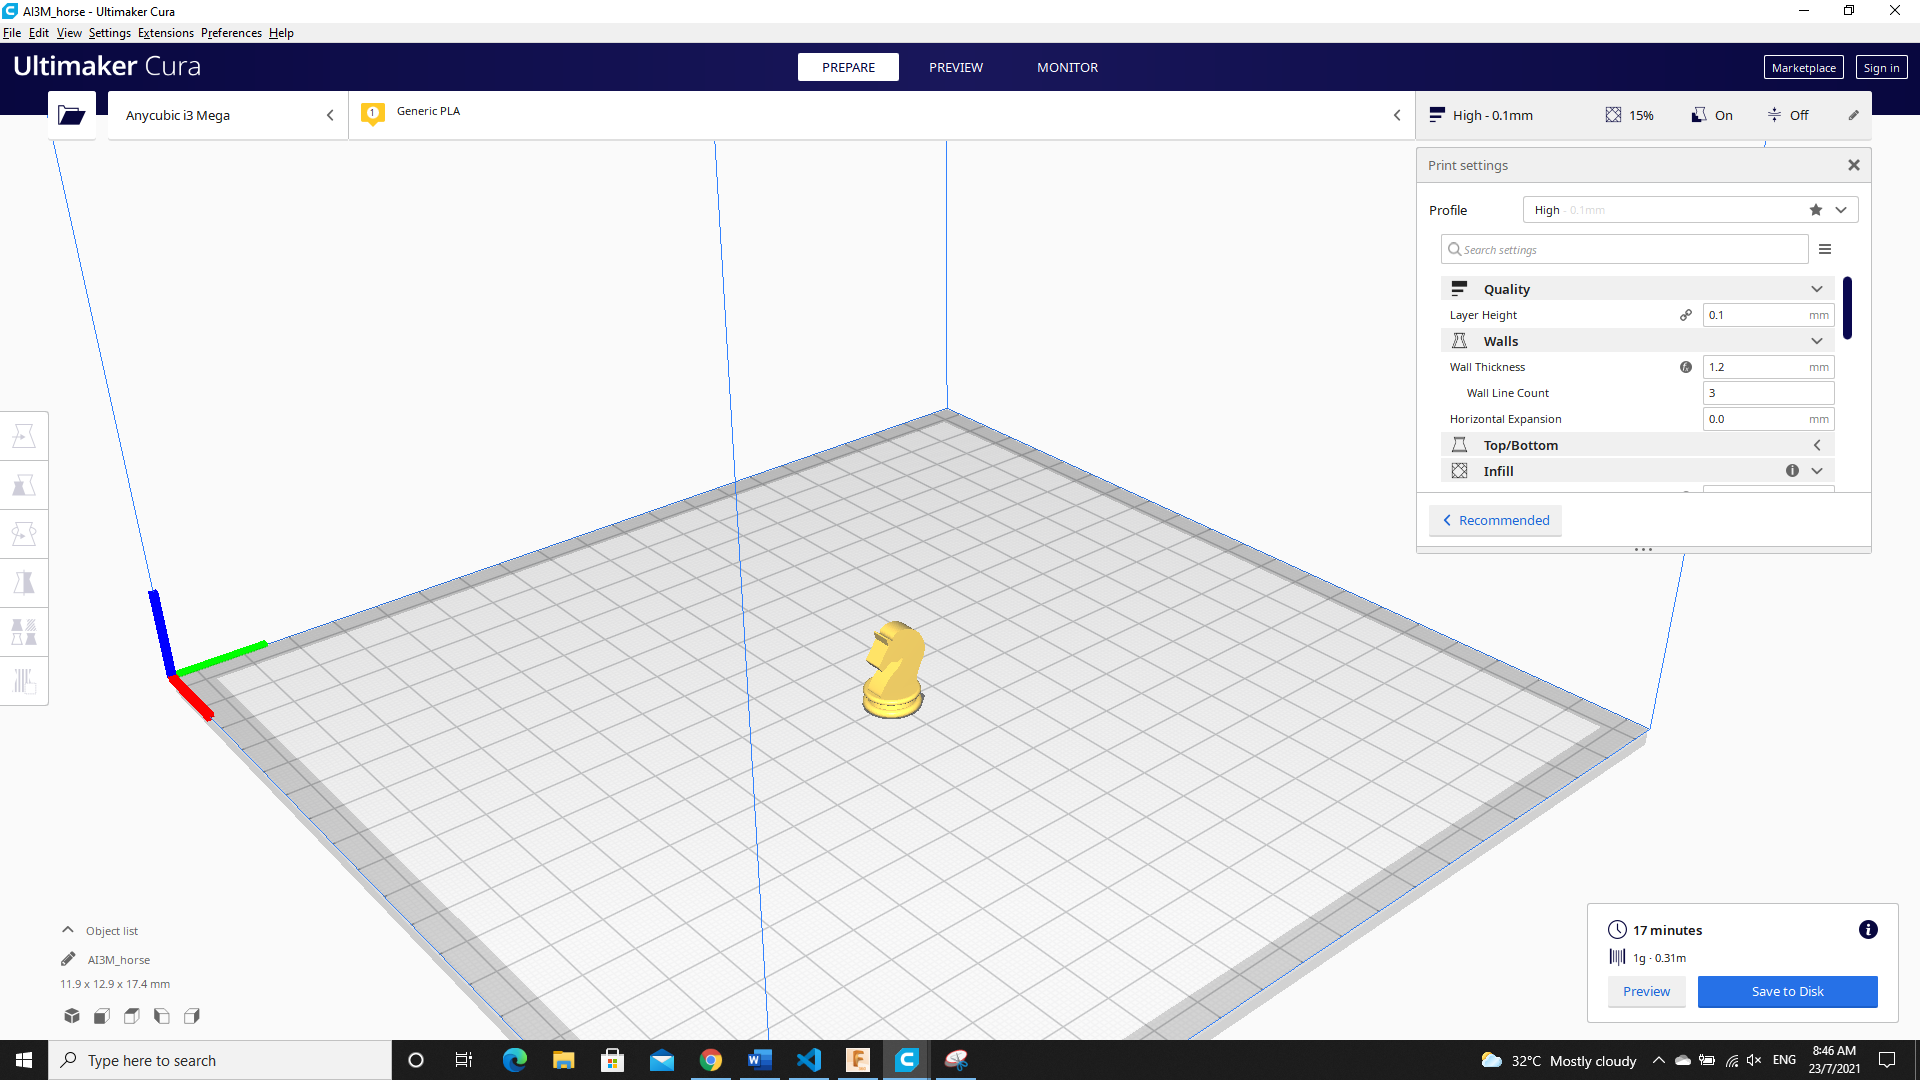 AI3M_horse - Ultimaker Cura
File Edit View Settings Extensions Preferences Help
Ultimaker Cura
PREPARE PREVIEW MONITOR
Marketplace Sign in
Anycubic i3 Mega
1 Generic PLA
High - 0.1mm 15% On Off
Print settings
Profile High - 0.1mm
Search settings
Quality
Layer Height 0.1 mm
Walls
Wall Thickness 1.2 mm
Wall Line Count 3
Horizontal Expansion 0.0 mm
Top/Bottom
Infill
Recommended
Object list
AI3M_horse
11.9 x 12.9 x 17.4 mm
17 minutes
1g · 0.31m
Preview Save to Disk
Type here to search
32°C Mostly cloudy ENG 8:46 AM
23/7/2021